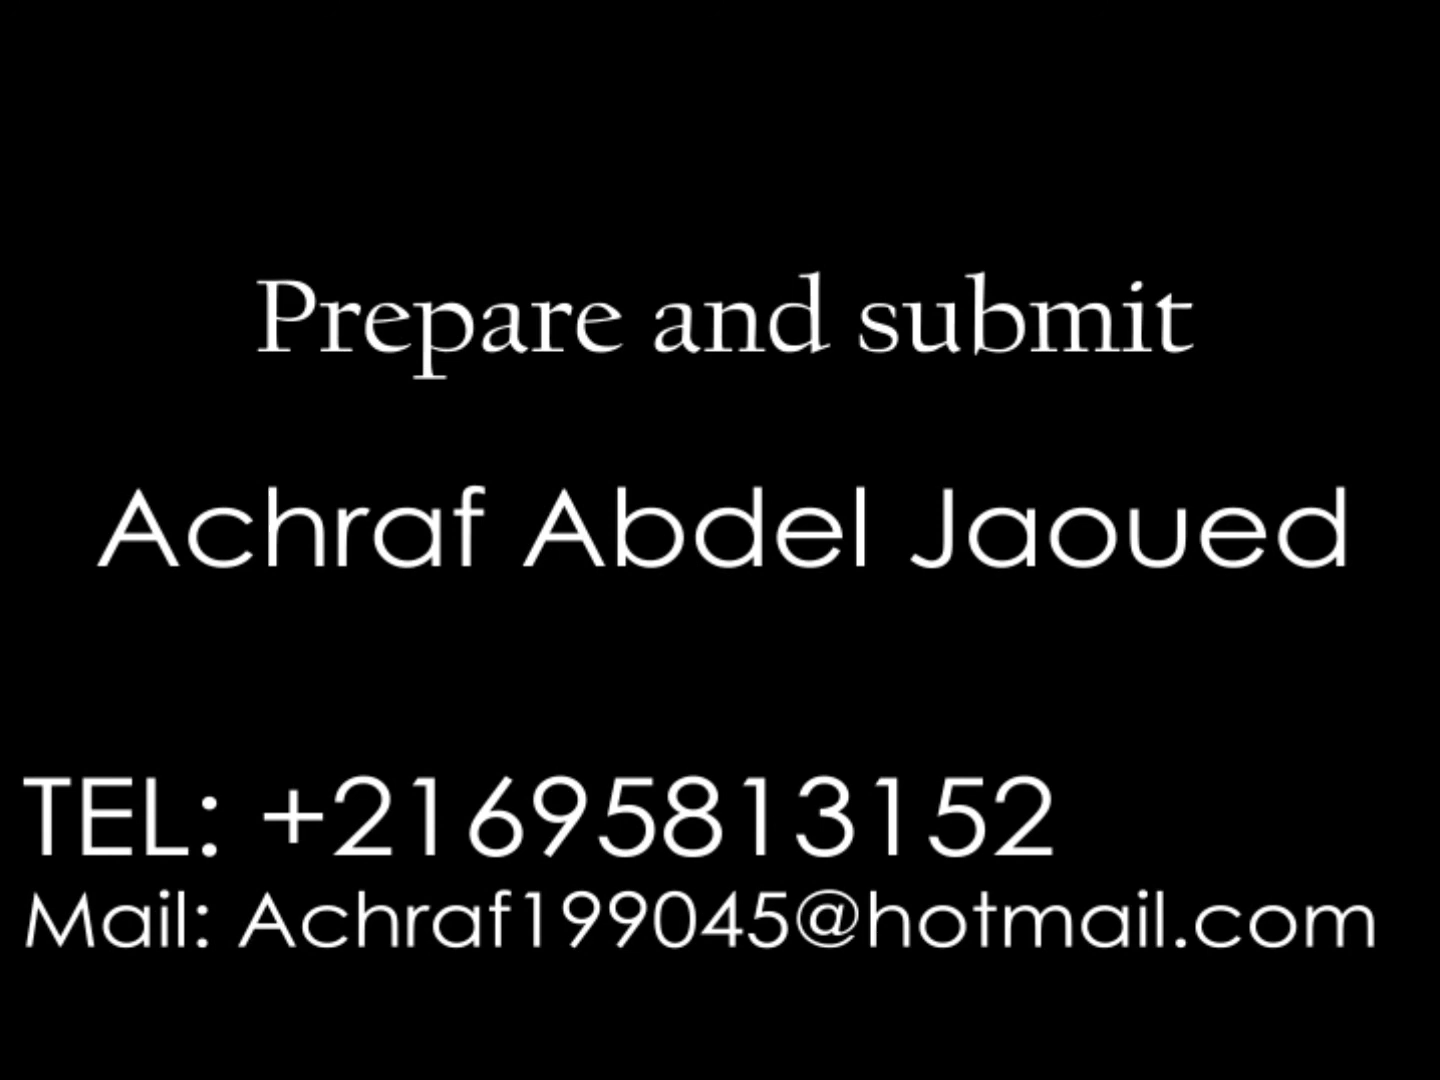 Prepare and submit
Achraf Abdel Jaoued
TEL: +21695813152
Mail: Achraf199045@hotmail.com